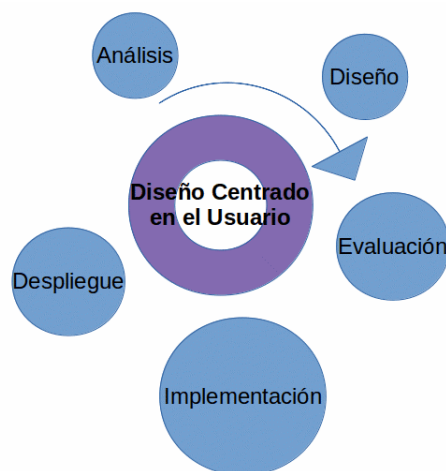 Análisis
Diseño
Diseño Centrado
en el Usuario
Evaluación
Despliegue
Implementación